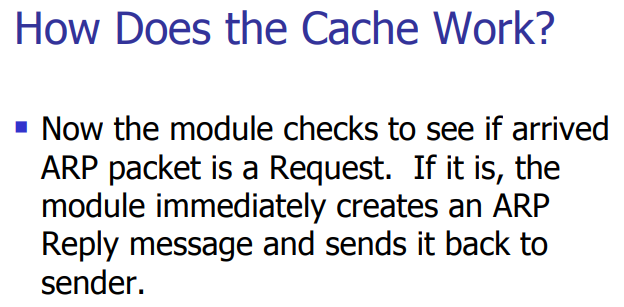 How Does the Cache Work?
Now the module checks to see if arrived
ARP packet is a Request. If it is, the
module immediately creates an ARP
Reply message and sends it back to
sender.